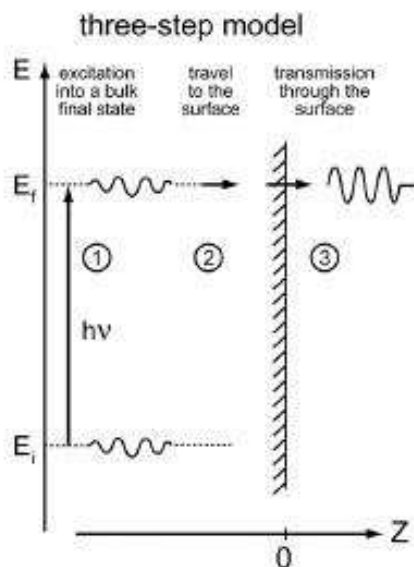 three-step model
E
excitation
into a bulk
final state
travel
to the
surface
transmission
through the
surface
E_f
1
2
3
hν
E_i
0
Z